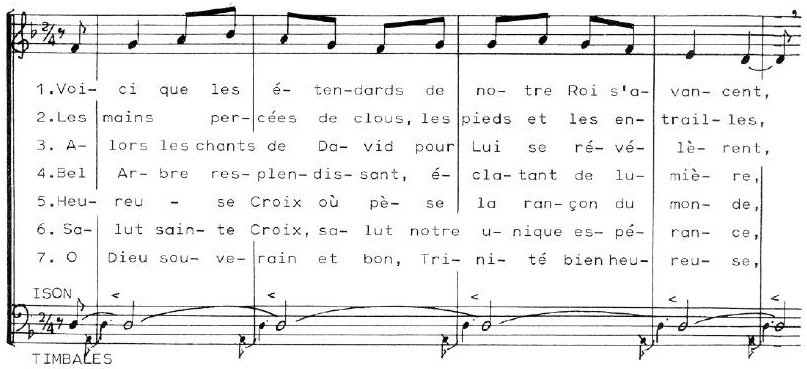 2/4
1.Voi- ci que les é- ten-dards de no- tre Roi s'a- van- cent,
2.Les mains per-cées de clous, les pieds et les en- trail- les,
3. A- lors les chants de Da- vid pour Lui se ré- vé- lè- rent,
4.Bel Ar- bre res- plen-dis- sant, é- cla- tant de lu- miè- re,
5.Heu- reu - se Croix où pè- se la ran- çon du mon- de,
6. Sa- lut sain- te Croix, sa- lut notre u- nique es- pé- ran- ce,
7. O Dieu sou- ve- rain et bon, Tri- ni- té bien heu- reu- se,
ISON
2/4
TIMBALES